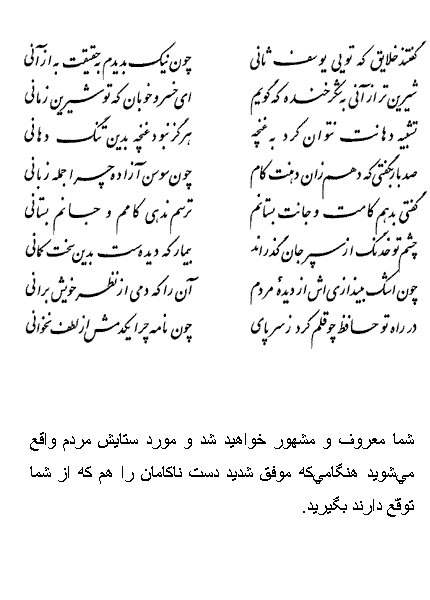 گفتند خلایق که تویی یوسف ثانی چون نیک بدیدم به حقیقت به از آنی
شیرین تر از آنی به شکر خنده که گویم ای خسرو خوبان که تو شیرین زمانی
تشبیه دهانت نتوان کرد به غنچه هرگز نبود غنچه بدین تنگ دهانی
صد بار بگفتی که دهم زان دهنت کام چون سوسن آزاده چرا جمله زبانی
گفتی بدهم کامت و جانت بستانم ترسم ندهی کامم و جانم بستانی
چشم تو خدنگ از سپر جان گذراند بیمار که دیده ست بدین سخت کمانی
چون اشک بیندازی اش از دیدهٔ مردم آن را که دمی از نظر خویش برانی
در راه تو حافظ چو قلم کرد ز سر پای چون نامه چرا یکدمش از لطف نخوانی
شما معروف و مشهور خواهید شد و مورد ستایش مردم واقع
می‌شوید هنگامی‌که موفق شدید دست ناکامان را هم که از شما
توقع دارند بگیرید.